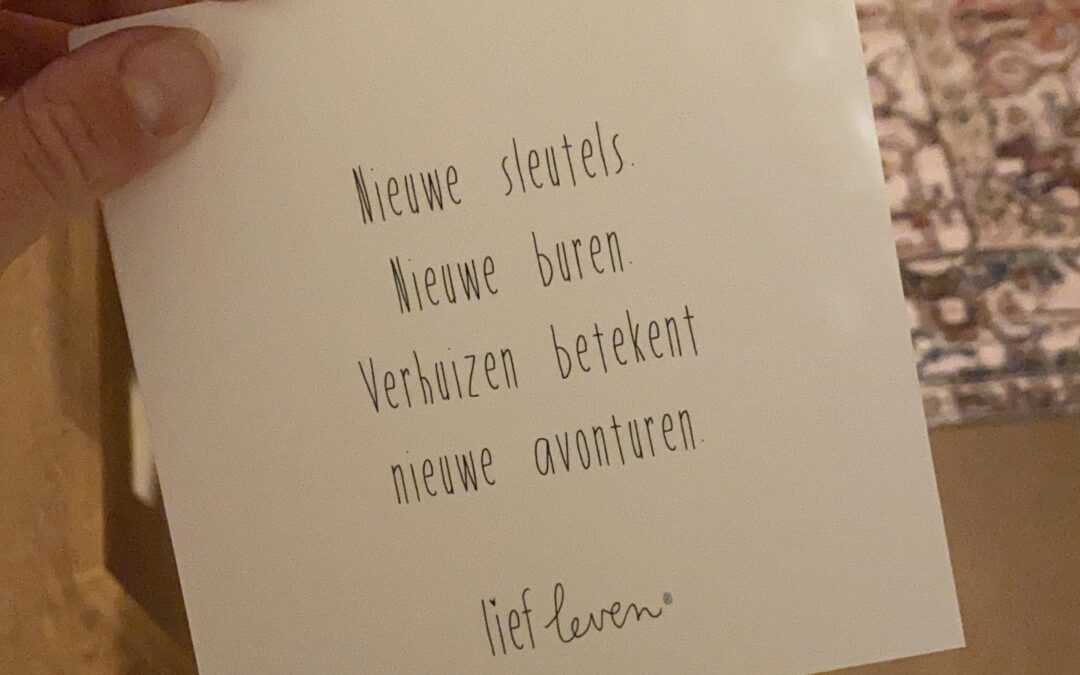 Nieuwe sleutels.
Nieuwe buren.
Verhuizen betekent
nieuwe avonturen.
lief leven®